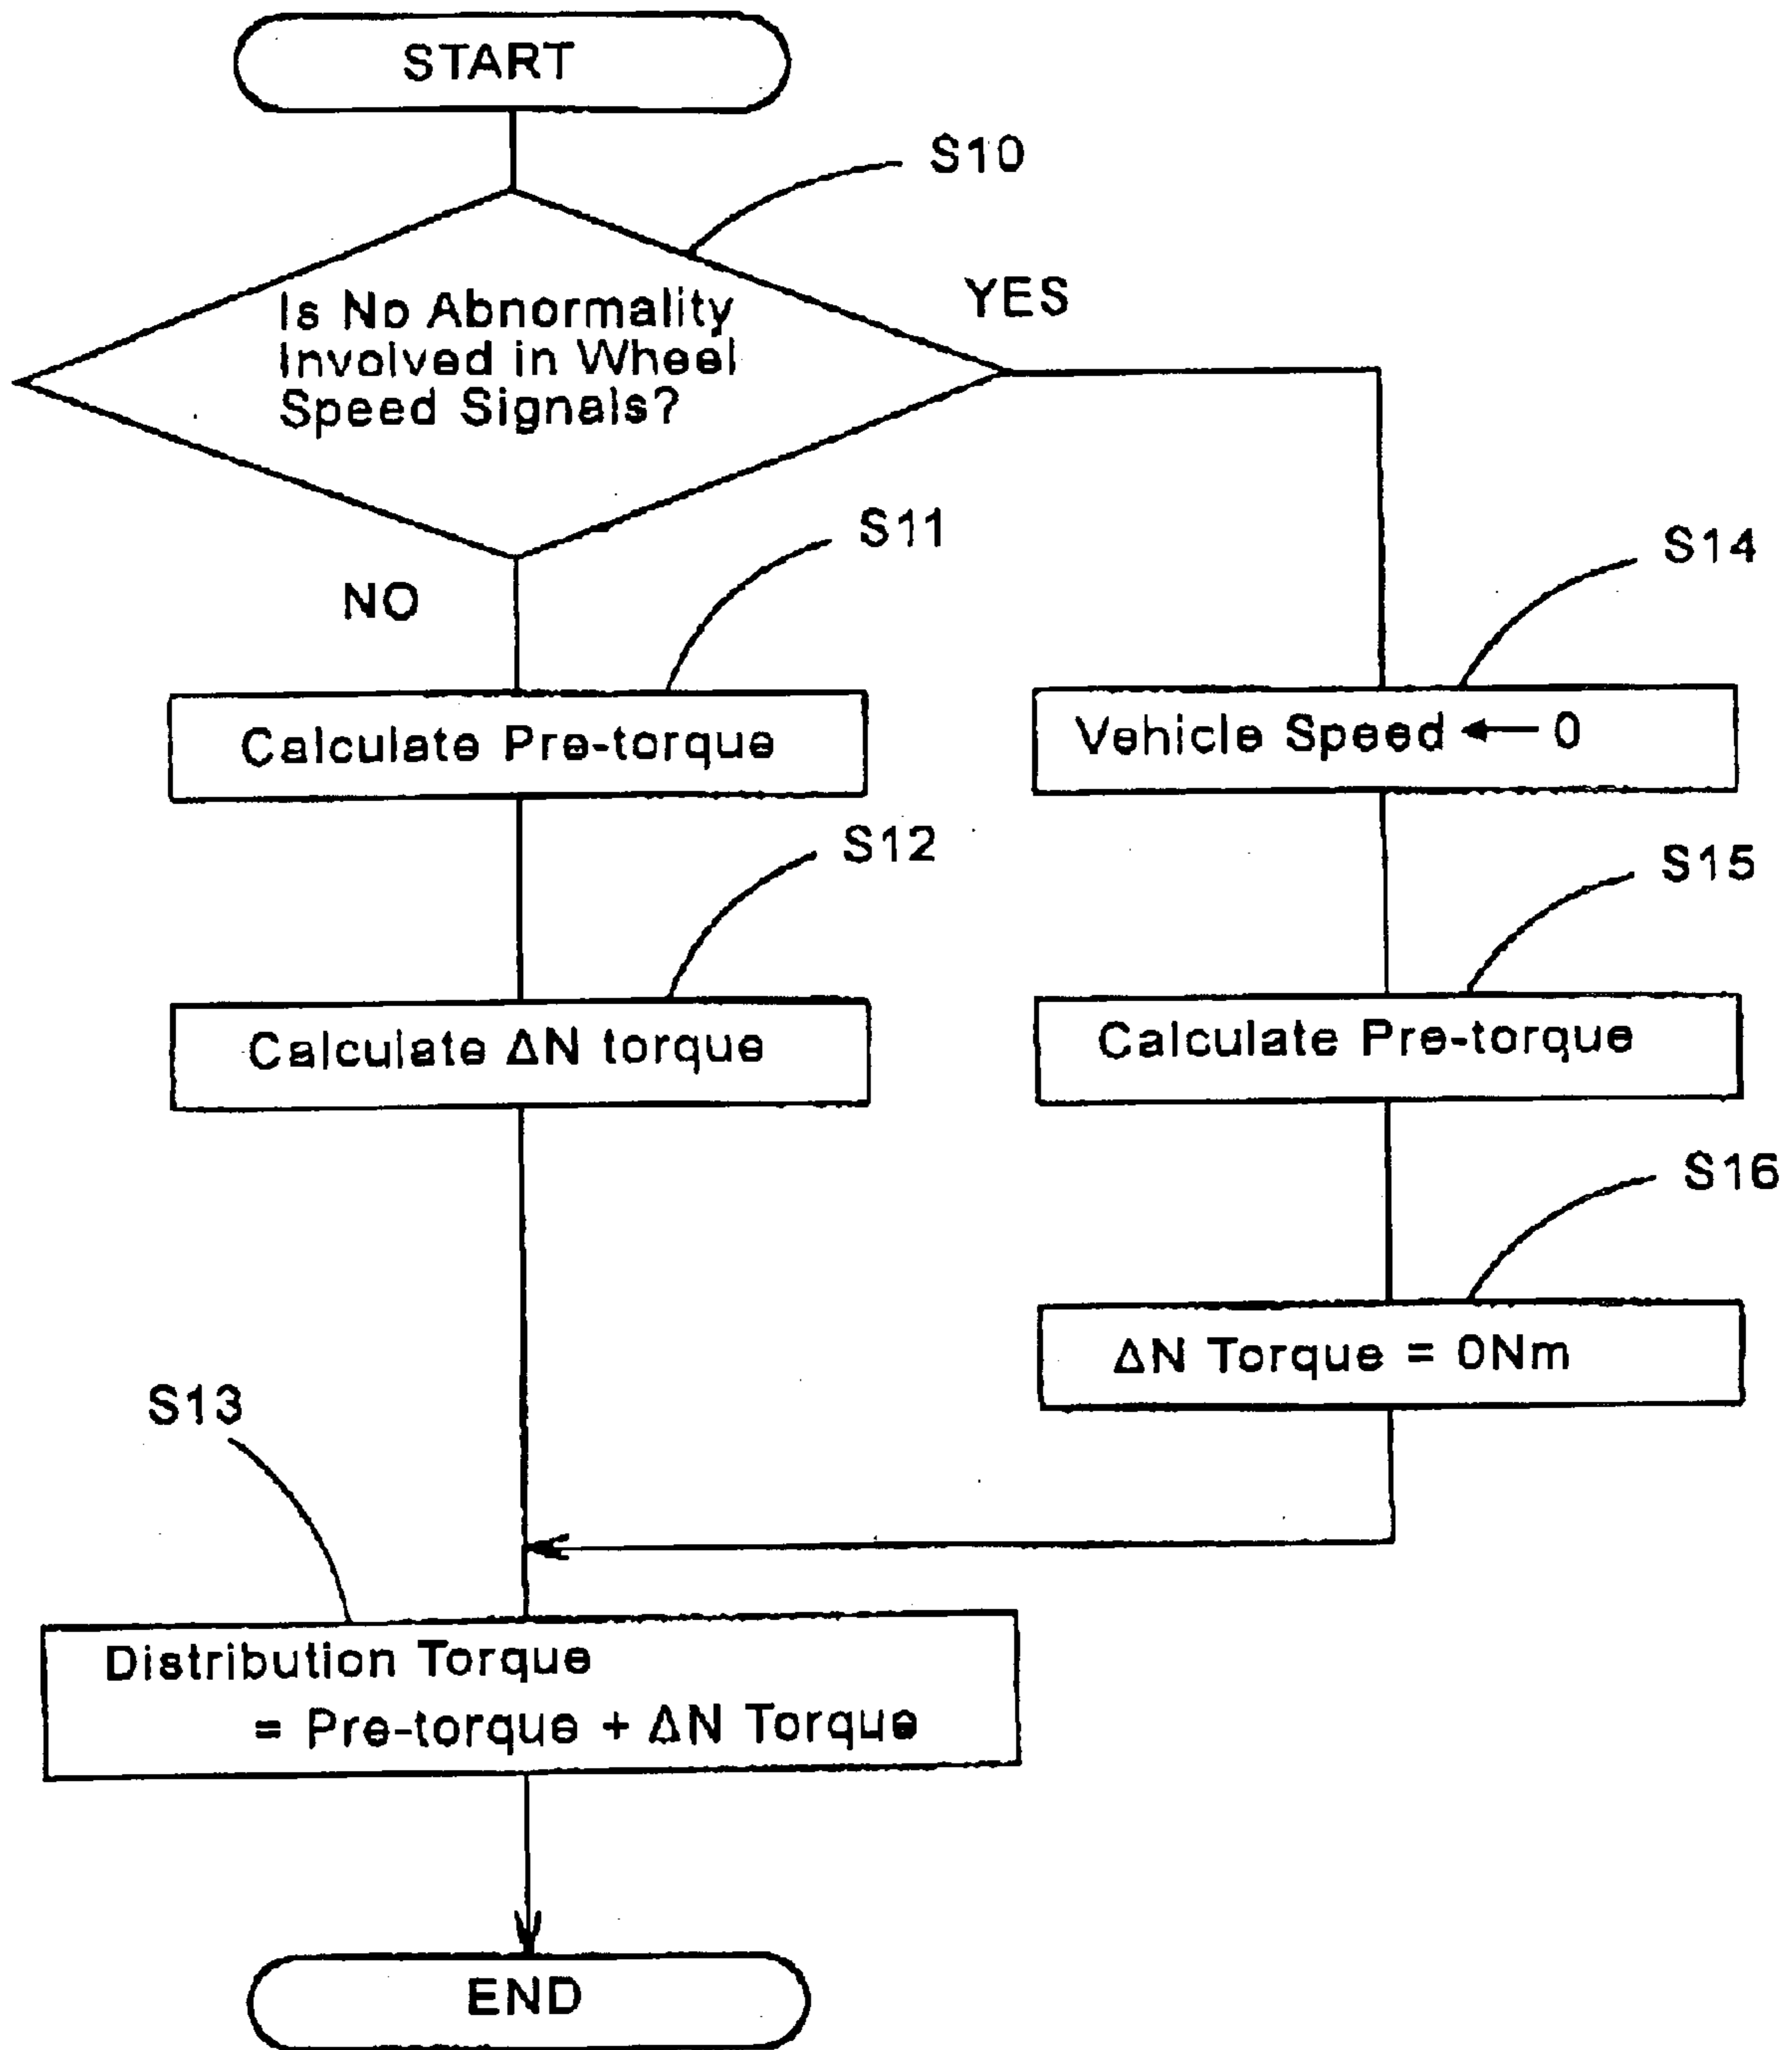 START
S10
Is No Abnormality
Involved in Wheel
Speed Signals?
YES
NO
S11
Calculate Pre-torque
S12
Calculate ΔN torque
S14
Vehicle Speed ← 0
S15
Calculate Pre-torque
S16
ΔN Torque = 0Nm
S13
Distribution Torque
= Pre-torque + ΔN Torque
END